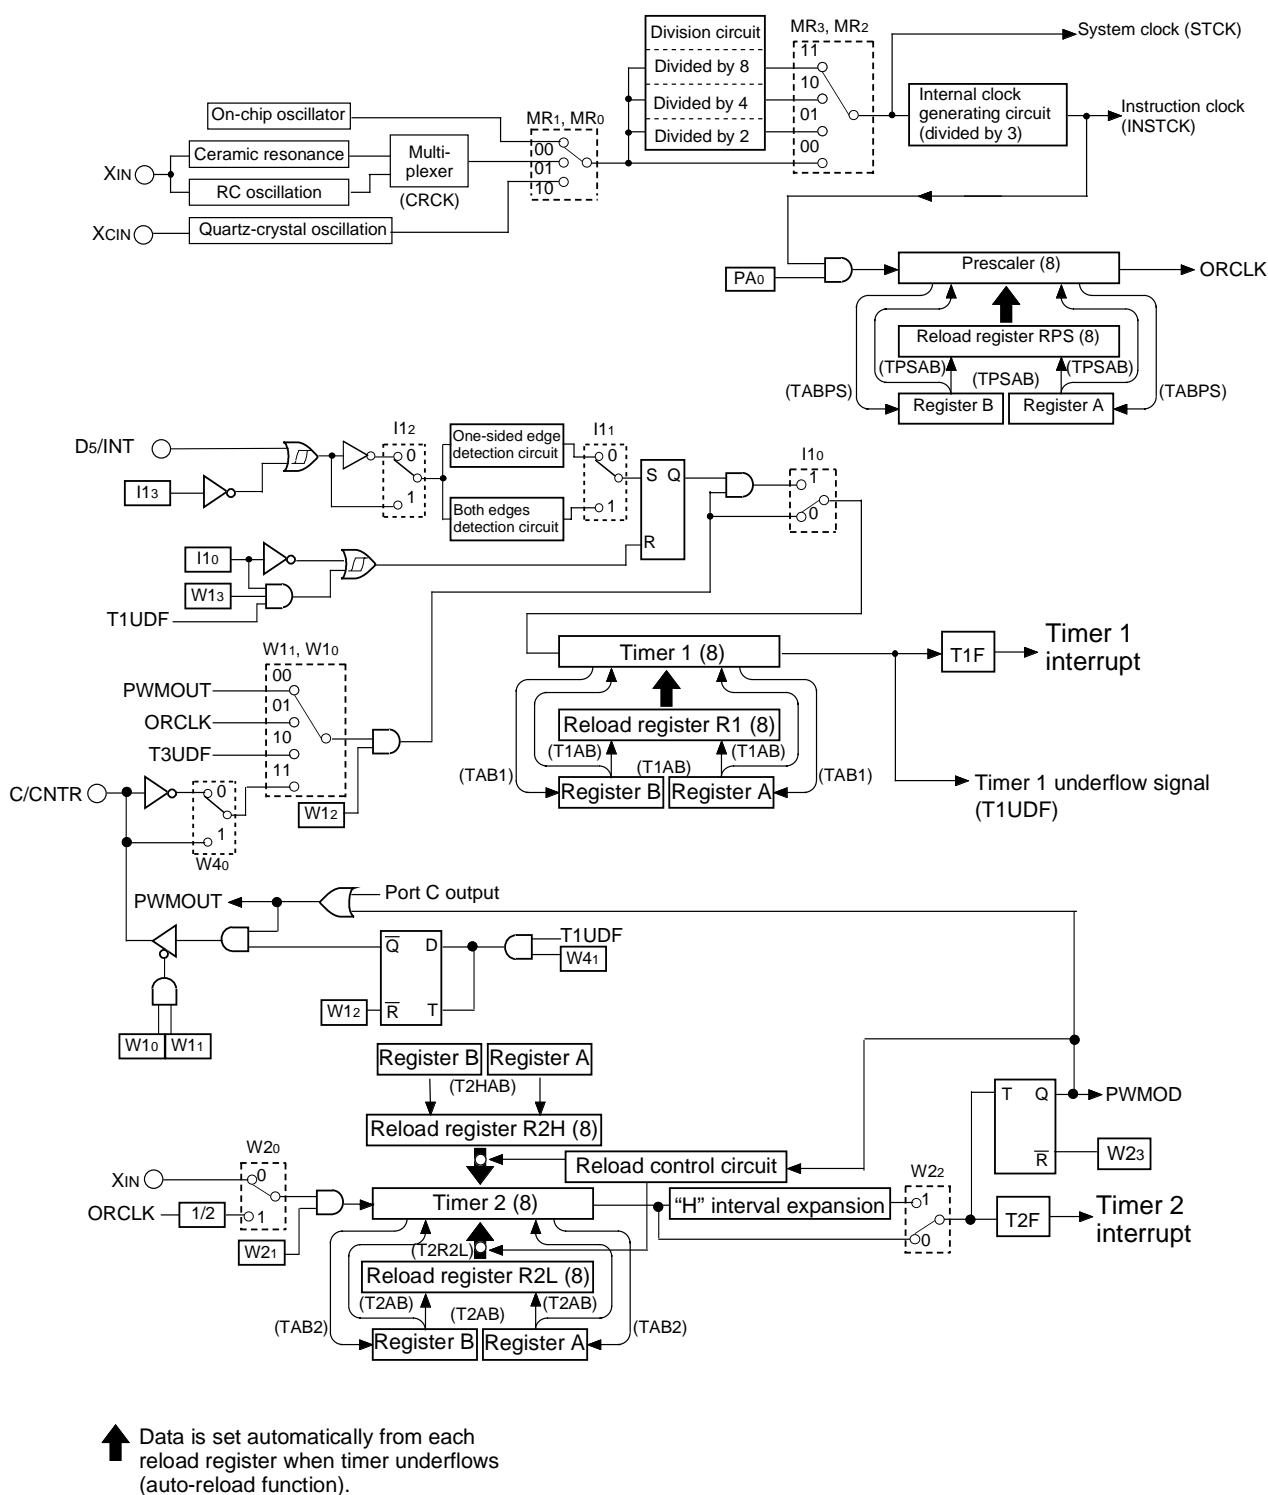 Division circuit
MR3, MR2
System clock (STCK)
11
Divided by 8
10
Internal clock
generating circuit
(divided by 3)
Instruction clock
(INSTCK)
On-chip oscillator
MR1, MR0
Divided by 4
01
Divided by 2
Ceramic resonance
Multi-
plexer
00
00
XIN
01
RC oscillation
(CRCK)
10
XCIN
Quartz-crystal oscillation
PA0
Prescaler (8)
ORCLK
Reload register RPS (8)
(TPSAB)
(TPSAB)
(TPSAB)
(TABPS)
(TABPS)
Register B
Register A
D5/INT
I12
0
1
One-sided edge
detection circuit
Both edges
detection circuit
I11
0
1
S
Q
R
I10
1
0
I13
I10
W13
T1UDF
W11, W10
00
PWMOUT
01
ORCLK
10
T3UDF
11
C/CNTR
0
1
W40
W12
Timer 1 (8)
T1F
Timer 1
interrupt
Reload register R1 (8)
(T1AB)
(T1AB)
(T1AB)
(TAB1)
(TAB1)
Register B
Register A
Timer 1 underflow signal
(T1UDF)
PWMOUT
Port C output
Q
D
T1UDF
W41
W12
R
T
W10
W11
Register B
Register A
(T2HAB)
Reload register R2H (8)
T
Q
PWMOD
R
W23
W20
XIN
0
ORCLK
1/2
1
W21
Reload control circuit
Timer 2 (8)
“H” interval expansion
W22
1
0
T2F
Timer 2
interrupt
(T2R2L)
Reload register R2L (8)
(T2AB)
(T2AB)
(T2AB)
(TAB2)
(TAB2)
Register B
Register A
Data is set automatically from each
reload register when timer underflows
(auto-reload function).